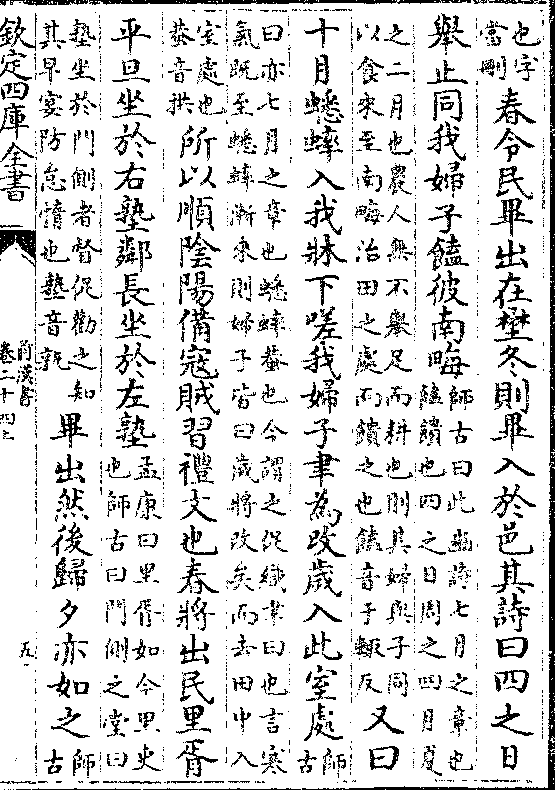 也字
當刪
春令民畢出在壄冬則畢入於邑其詩曰四之日
舉止同我婦子饁彼南畮
師古曰此豳詩七月之章也
饁饋也四之日周之四月夏
之二月也農人無不舉足而耕也則其婦與子同
以食來至南畮治田之處而饋之也饁音于輒反
又曰
十月蟋蟀入我牀下嗟我婦子聿為改歲入此室處
師
古
曰亦七月之章也蟋蟀蛬也今謂之促織聿曰也言寒
氣既至蟋蟀漸來則婦子皆曰歲將改矣而去田中入
室處也
蛬音拱
所以順陰陽備寇賊習禮文也春將出民里胥
平旦坐於右塾鄰長坐於左塾
孟康曰里胥如今里吏
也師古曰門側之堂曰
塾坐於門側者督促勸之知
其早宴防怠惰也塾音孰
畢出然後歸夕亦如之
師
古
欽定四庫全書
前漢書
卷二十四上
五